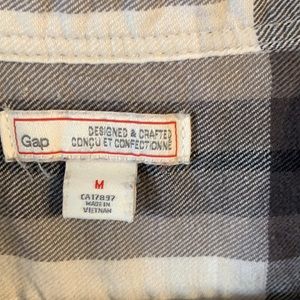 Gap
DESIGNED & CRAFTED
CONÇU ET CONFECTIONNÉ
M
CA17897
MADE IN
VIETNAM